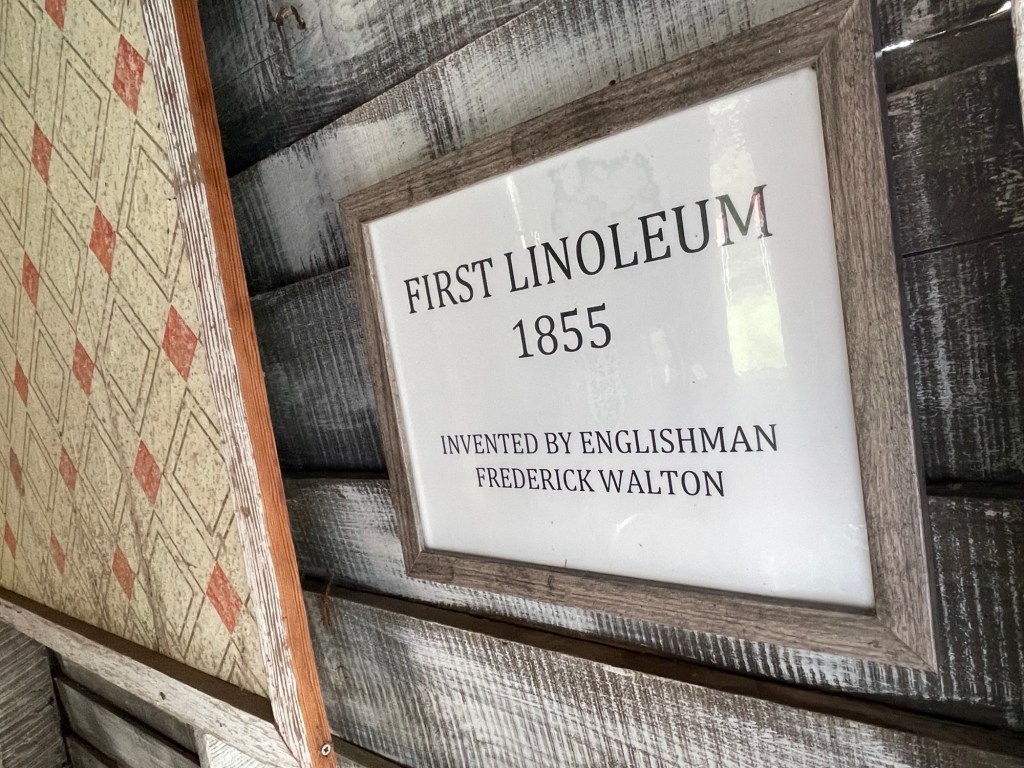 FIRST LINOLEUM
1855
INVENTED BY ENGLISHMAN
FREDERICK WALTON